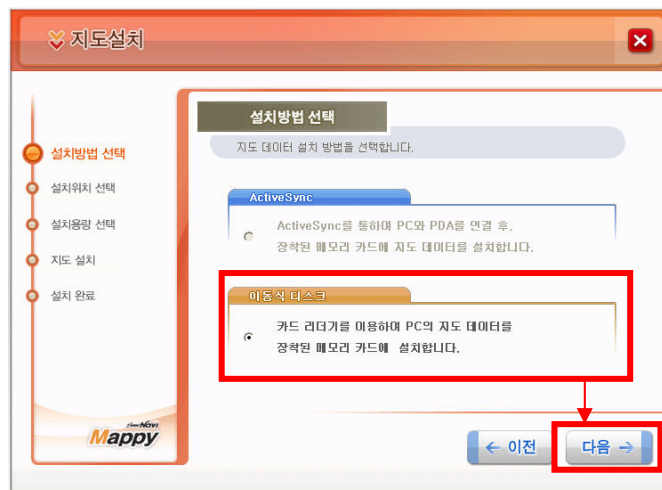 지도설치
설치방법 선택
설치위치 선택
설치용량 선택
지도 설치
설치 완료
설치방법 선택
지도 데이터 설치 방법을 선택합니다.
ActiveSync
ActiveSync를 통하여 PC와 PDA를 연결 후,
장착된 메모리 카드에 지도 데이터를 설치합니다.
이동식 디스크
카드 리더기를 이용하여 PC의 지도 데이터를
장착된 메모리 카드에 설치합니다.
Mappy
이전
다음